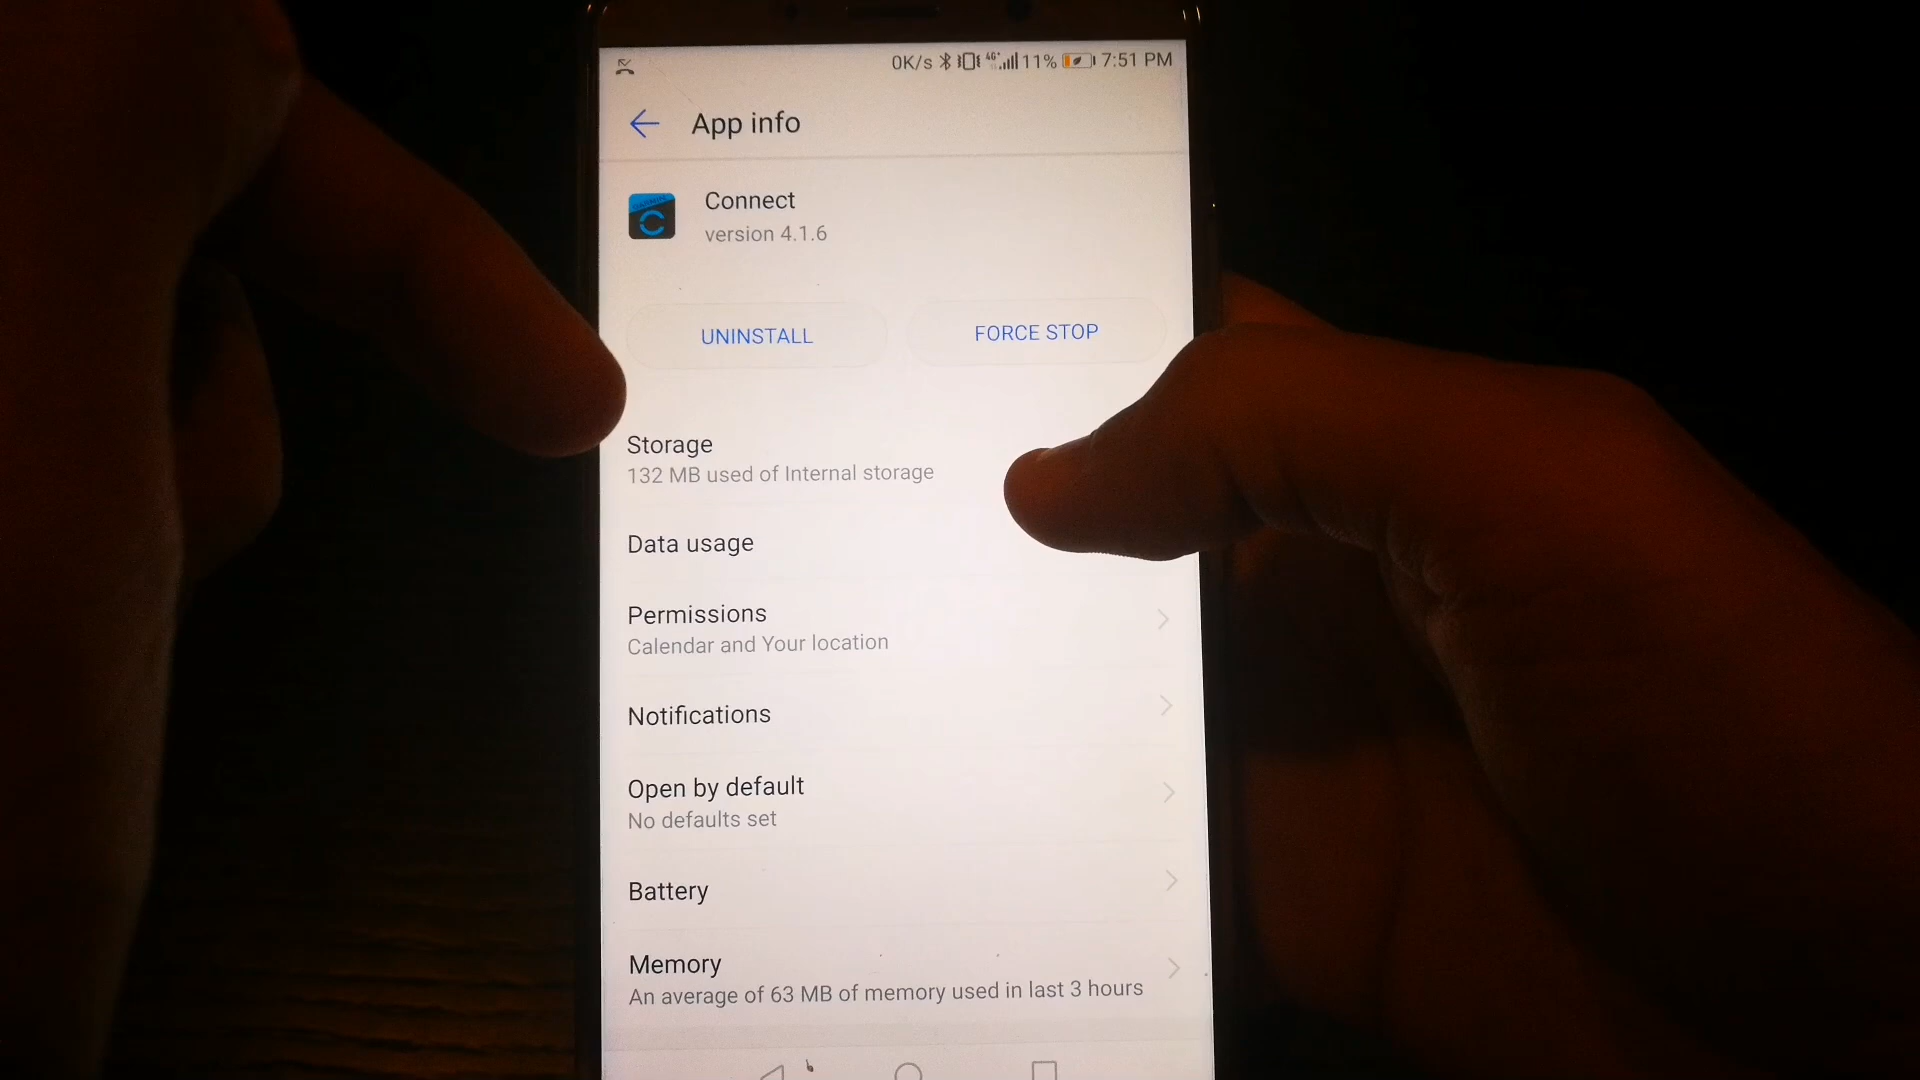 0K/s 4G+ 11% 7:51 PM
App info
Connect
version 4.1.6
UNINSTALL FORCE STOP
Storage
132 MB used of Internal storage
Data usage
Permissions
Calendar and Your location
Notifications
Open by default
No defaults set
Battery
Memory
An average of 63 MB of memory used in last 3 hours